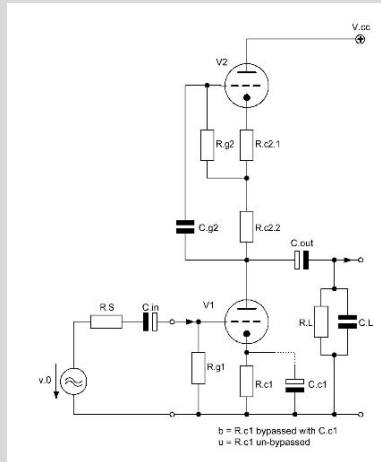 V.cc
V2
R.g2
R.c2.1
C.g2
R.c2.2
C.out
R.S
C.in
V1
R.L
C.L
v.0
R.g1
R.c1
C.c1
b = R.c1 bypassed with C.c1
u = R.c1 un-bypassed